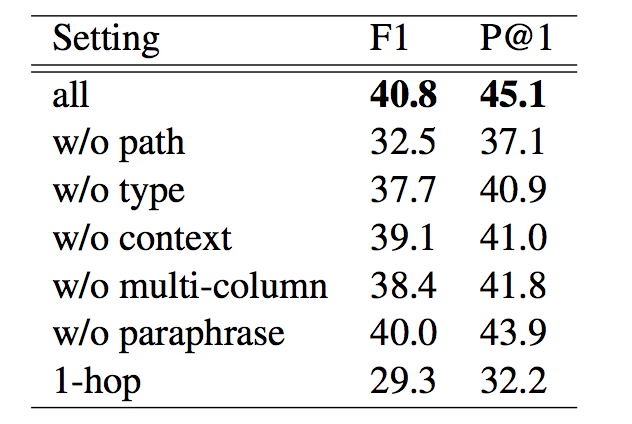 Setting F1 P@1
all 40.8 45.1
w/o path 32.5 37.1
w/o type 37.7 40.9
w/o context 39.1 41.0
w/o multi-column 38.4 41.8
w/o paraphrase 40.0 43.9
1-hop 29.3 32.2